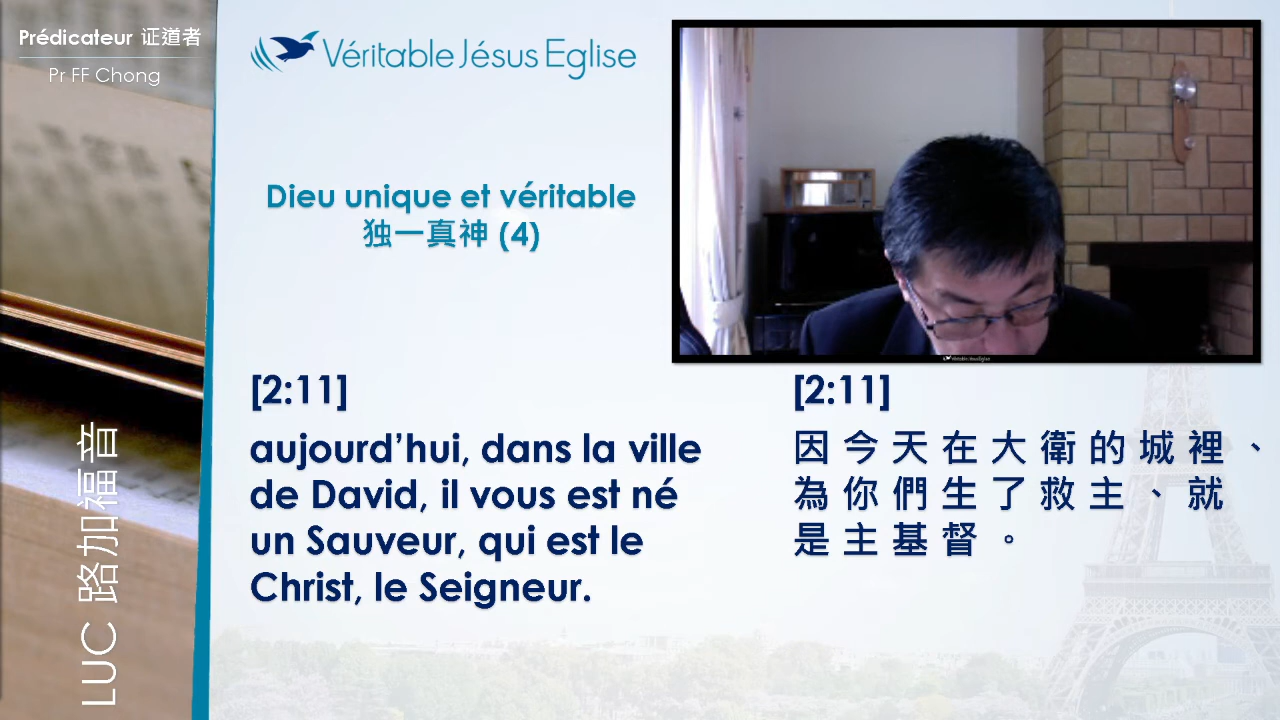 Prédicateur 证道者
Pr FF Chong
Véritable Jésus Eglise
Dieu unique et véritable
独一真神 (4)
[2:11]
aujourd’hui, dans la ville
de David, il vous est né
un Sauveur, qui est le
Christ, le Seigneur.
[2:11]
因今天在大衛的城裡、
為你們生了救主、就
是主基督。
LUC 路加福音
Véritable Jésus Eglise